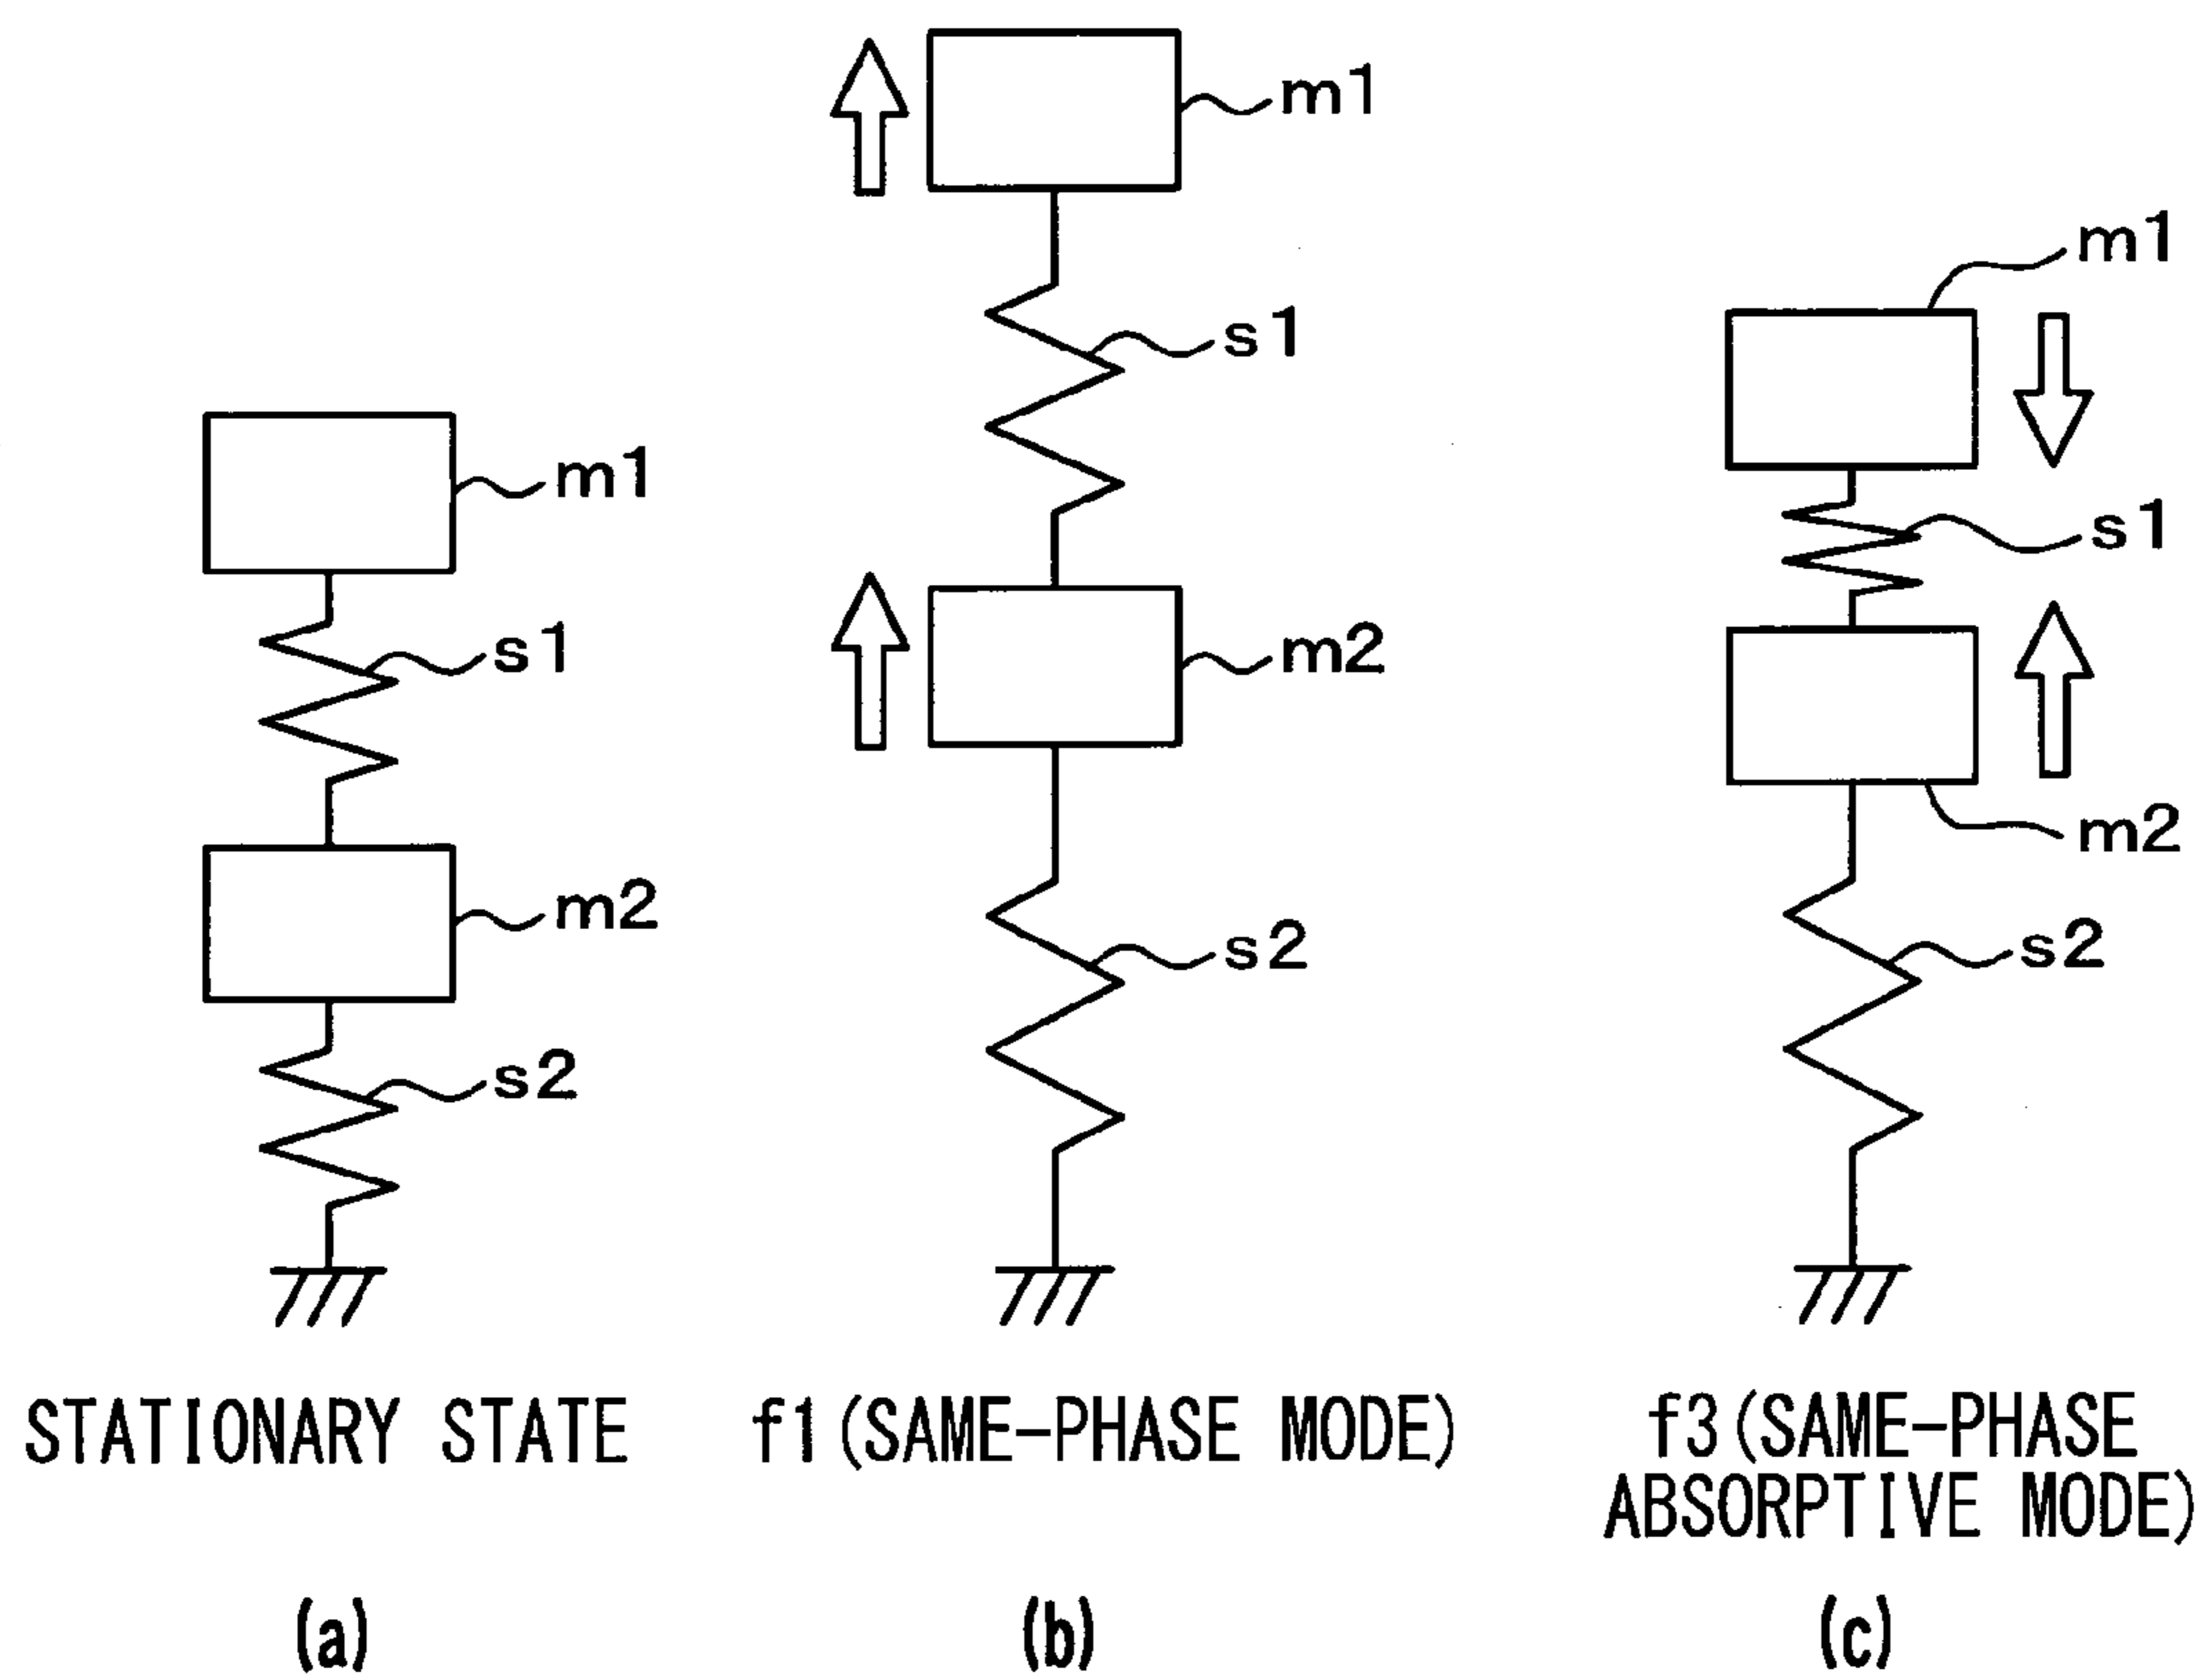 m1
s1
m2
s2
STATIONARY STATE
(a)
m1
s1
m2
s2
f1(SAME-PHASE MODE)
(b)
m1
s1
m2
s2
f3(SAME-PHASE
ABSORPTIVE MODE)
(c)